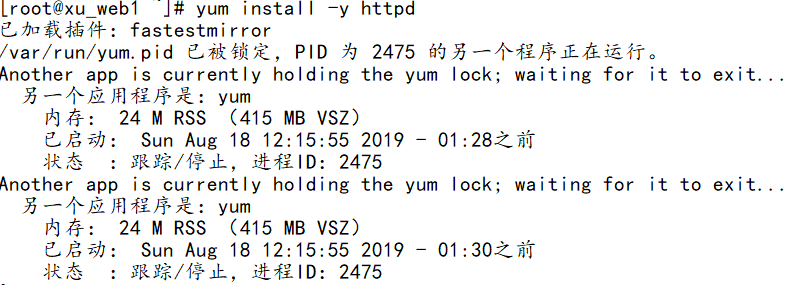 [root@xu_web1 ~]# yum install -y httpd
已加载插件：fastestmirror
/var/run/yum.pid 已被锁定，PID 为 2475 的另一个程序正在运行。
Another app is currently holding the yum lock; waiting for it to exit...
  另一个应用程序是：yum
    内存： 24 M RSS （415 MB VSZ）
    已启动： Sun Aug 18 12:15:55 2019 - 01:28之前
    状态  ：跟踪/停止，进程ID：2475
Another app is currently holding the yum lock; waiting for it to exit...
  另一个应用程序是：yum
    内存： 24 M RSS （415 MB VSZ）
    已启动： Sun Aug 18 12:15:55 2019 - 01:30之前
    状态  ：跟踪/停止，进程ID：2475